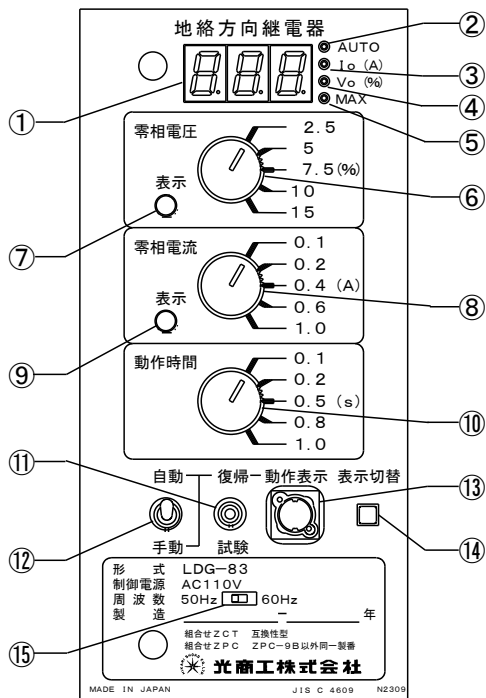 地絡方向継電器
8.8.8.
AUTO
Io (A)
Vo (%)
MAX
①
②
③
④
⑤
零相電圧
表示
2.5
5
7.5(%)
10
15
⑥
⑦
零相電流
表示
0.1
0.2
0.4 (A)
0.6
1.0
⑧
⑨
動作時間
0.1
0.2
0.5 (s)
0.8
1.0
⑩
⑪
自動 復帰 動作表示 表示切替
⑫
⑬
手動 試験
⑭
形式 LDG-83
制御電源 AC110V
周波数 50Hz 60Hz
製造 - 年
⑮
組合せZCT 互換性型
組合せZPC ZPC-9B以外同一製番
光商工株式会社
MADE IN JAPAN JIS C 4609 N2309